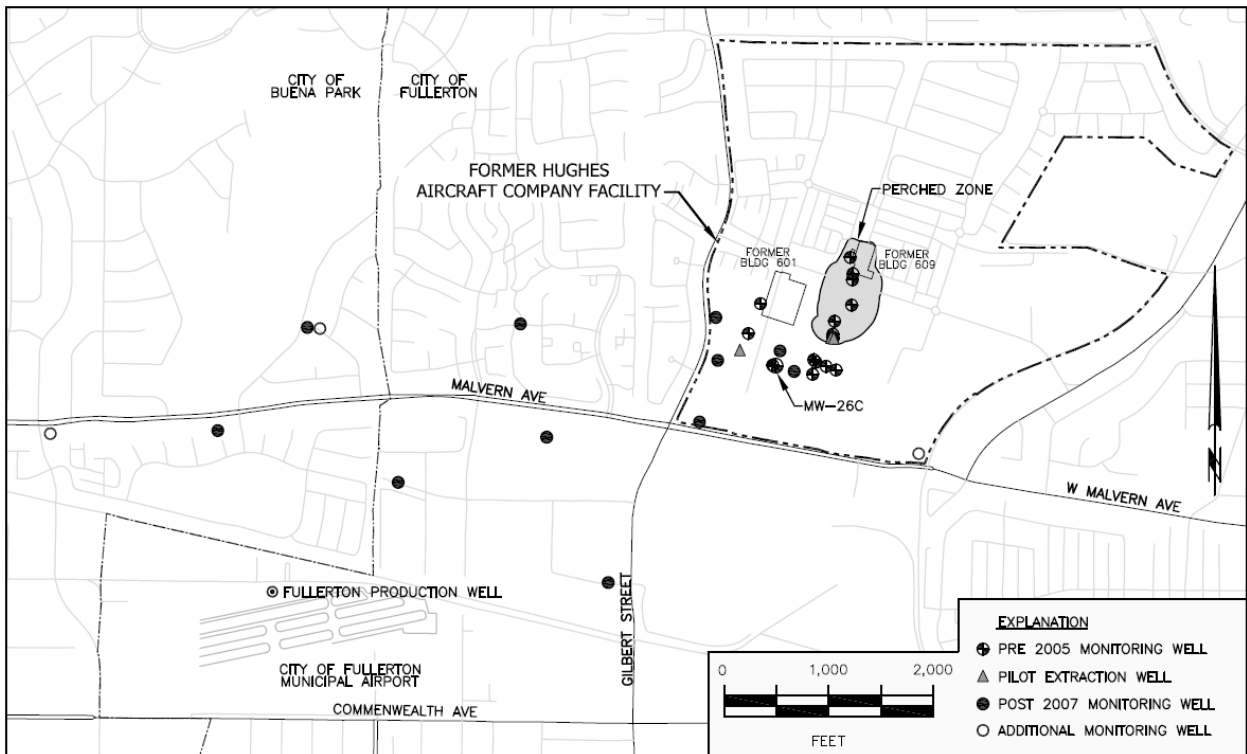 CITY OF
BUENA PARK
CITY OF
FULLERTON
FORMER HUGHES
AIRCRAFT COMPANY FACILITY
PERCHED ZONE
FORMER
BLDG 601
FORMER
BLDG 609
MALVERN AVE
MW-26C
W MALVERN AVE
N
FULLERTON PRODUCTION WELL
GILBERT STREET
CITY OF FULLERTON
MUNICIPAL AIRPORT
COMMENWEALTH AVE
0 1,000 2,000
FEET
EXPLANATION
PRE 2005 MONITORING WELL
PILOT EXTRACTION WELL
POST 2007 MONITORING WELL
ADDITIONAL MONITORING WELL